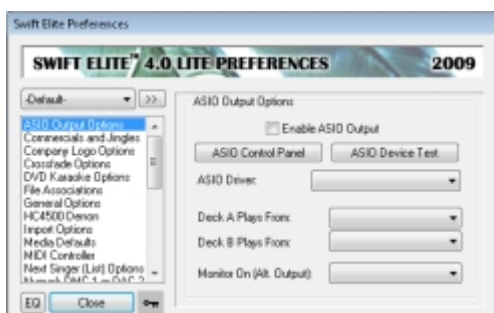 Swift Elite Preferences
SWIFT ELITE™ 4.0 LITE PREFERENCES 2009
-Default-
>>
ASIO Output Options
Commercials and Jingles
Company Logo Options
Crossfade Options
DVD Karaoke Options
File Associations
General Options
HC4500 Denon
Import Options
Media Defaults
MIDI Controller
Next Singer (List) Options
EQ
Close
ASIO Output Options
Enable ASIO Output
ASIO Control Panel
ASIO Device Test
ASIO Driver:
Deck A Plays From:
Deck B Plays From:
Monitor On (Alt. Output):